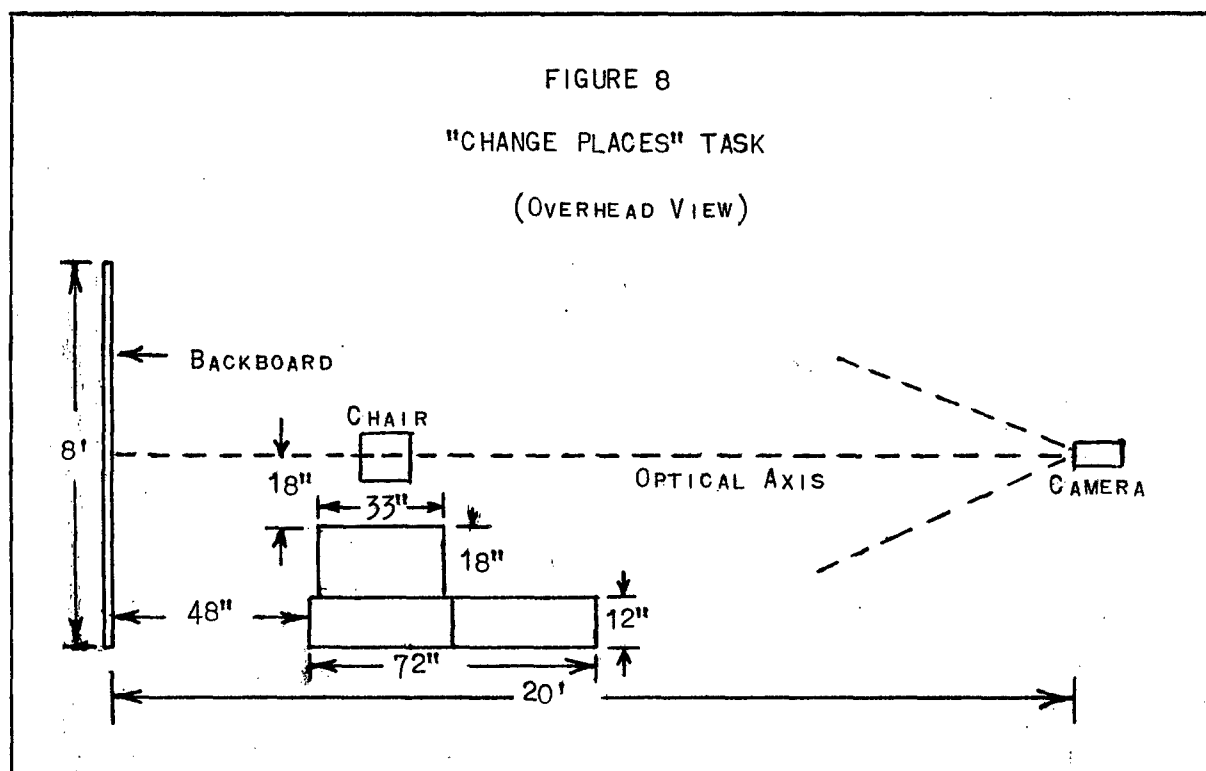 FIGURE 8
"CHANGE PLACES" TASK
(OVERHEAD VIEW)
BACKBOARD
CHAIR
8'
18"
OPTICAL AXIS
CAMERA
33"
18"
48"
12"
72"
20'